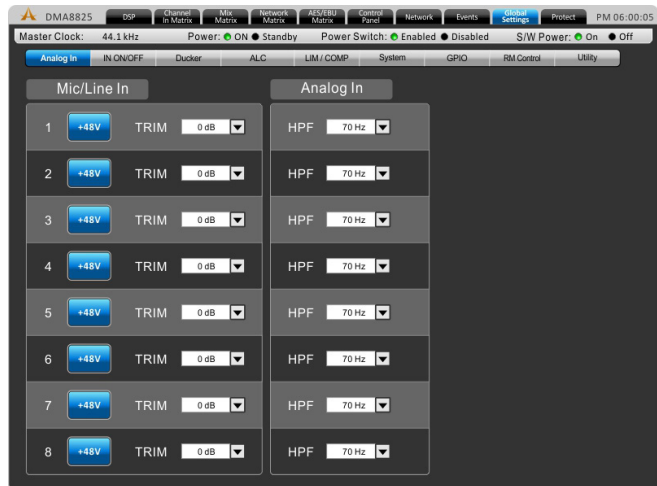 DMA8825 DSP Channel In Matrix Mix Matrix Network Matrix AES/EBU Matrix Control Panel Network Events Global Settings Protect PM 06:00:05
Master Clock: 44.1 kHz Power: ON Standby Power Switch: Enabled Disabled S/W Power: On Off
Analog In IN ON/OFF Ducker ALC LIM / COMP System GPIO RM Control Utility
Mic/Line In Analog In
1 +48V TRIM 0 dB HPF 70 Hz
2 +48V TRIM 0 dB HPF 70 Hz
3 +48V TRIM 0 dB HPF 70 Hz
4 +48V TRIM 0 dB HPF 70 Hz
5 +48V TRIM 0 dB HPF 70 Hz
6 +48V TRIM 0 dB HPF 70 Hz
7 +48V TRIM 0 dB HPF 70 Hz
8 +48V TRIM 0 dB HPF 70 Hz